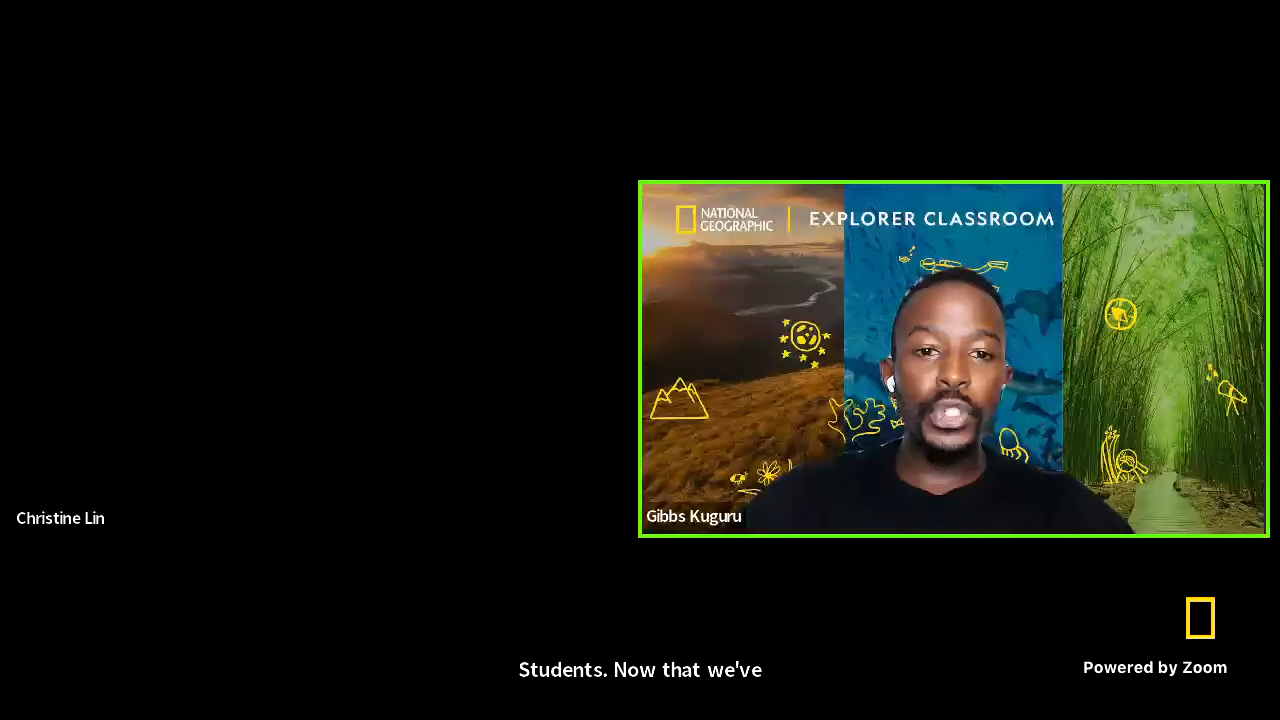 NATIONAL
GEOGRAPHIC
EXPLORER CLASSROOM
Christine Lin
Gibbs Kuguru
Students. Now that we've
Powered by Zoom